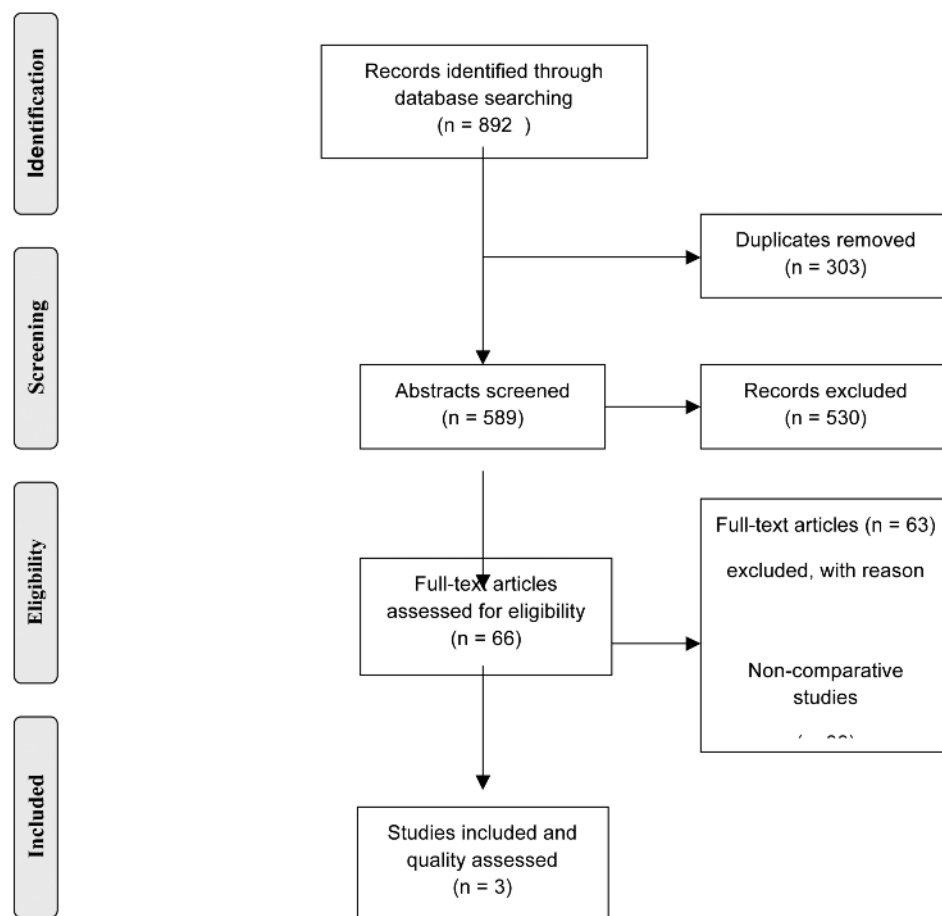 Identification
Records identified through
database searching
(n = 892 )
Duplicates removed
(n = 303)
Screening
Abstracts screened
(n = 589)
Records excluded
(n = 530)
Eligibility
Full-text articles
assessed for eligibility
(n = 66)
Full-text articles (n = 63)
excluded, with reason
Non-comparative
studies
Included
Studies included and
quality assessed
(n = 3)